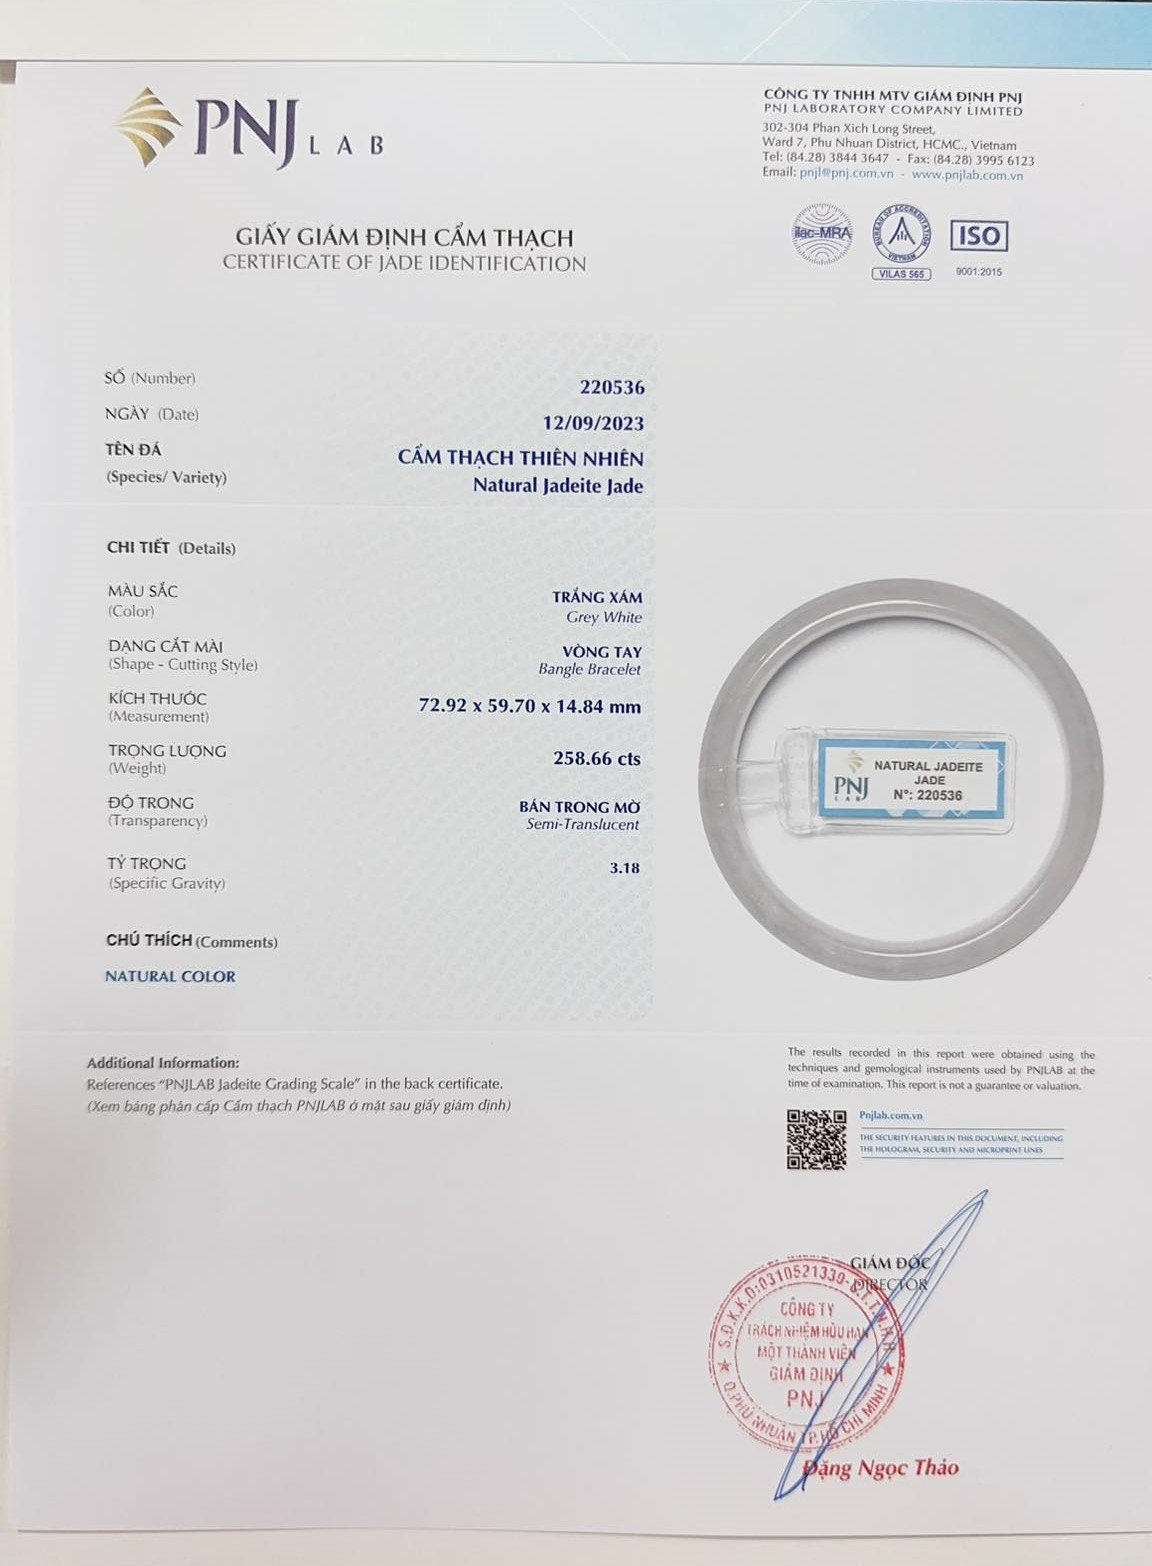 PNJ LAB
CÔNG TY TNHH MTV GIÁM ĐỊNH PNJ
PNJ LABORATORY COMPANY LIMITED
302-304 Phan Xich Long Street,
Ward 7, Phu Nhuan District, HCMC., Vietnam
Tel: (84.28) 3844 3647 - Fax: (84.28) 3995 6123
Email: pnjl@pnj.com.vn - www.pnjlab.com.vn
ilac-MRA
BUREAU OF ACCREDITATION
VIETNAM
VILAS 565
ISO
9001:2015
GIẤY GIÁM ĐỊNH CẨM THẠCH
CERTIFICATE OF JADE IDENTIFICATION
SỐ (Number) 220536
NGÀY (Date) 12/09/2023
TÊN ĐÁ CẨM THẠCH THIÊN NHIÊN
(Species/ Variety) Natural Jadeite Jade
CHI TIẾT (Details)
MÀU SẮC TRẮNG XÁM
(Color) Grey White
DẠNG CẮT MÀI VÒNG TAY
(Shape - Cutting Style) Bangle Bracelet
KÍCH THƯỚC 72.92 x 59.70 x 14.84 mm
(Measurement)
TRỌNG LƯỢNG 258.66 cts
(Weight)
ĐỘ TRONG BÁN TRONG MỜ
(Transparency) Semi-Translucent
TỶ TRỌNG 3.18
(Specific Gravity)
CHÚ THÍCH (Comments)
NATURAL COLOR
PNJ LAB
NATURAL JADEITE
JADE
N°: 220536
Additional Information:
References "PNJLAB Jadeite Grading Scale" in the back certificate.
(Xem bảng phân cấp Cẩm thạch PNJLAB ở mặt sau giấy giám định)
The results recorded in this report were obtained using the
techniques and gemological instruments used by PNJLAB at the
time of examination. This report is not a guarantee or valuation.
Pnjlab.com.vn
THE SECURITY FEATURES IN THIS DOCUMENT, INCLUDING
THE HOLOGRAM, SECURITY AND MICROPRINT LINES
GIÁM ĐỐC
DIRECTOR
S.Đ.K.K.D:0310521330-C.T.T.N.H.H
CÔNG TY
TRÁCH NHIỆM HỮU HẠN
MỘT THÀNH VIÊN
GIÁM ĐỊNH
PNJ
Q.PHÚ NHUẬN TP.HỒ CHÍ MINH
Đặng Ngọc Thảo